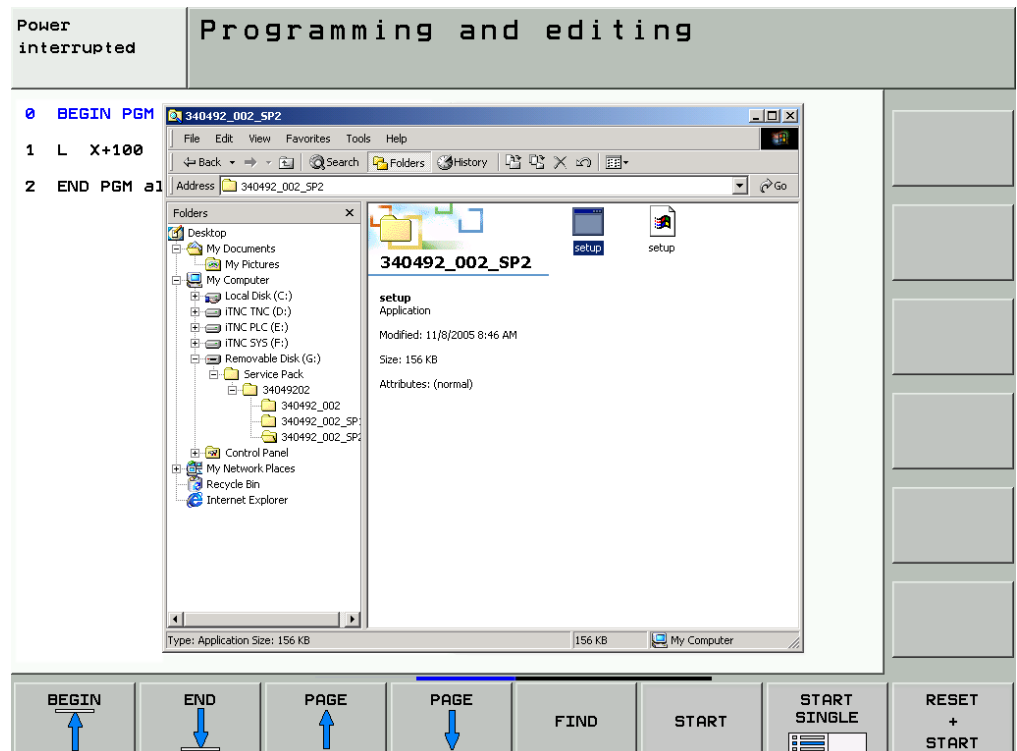 Power
interrupted
Programming and editing
0 BEGIN PGM
1 L X+100
2 END PGM al
340492_002_SP2
File Edit View Favorites Tools Help
Back Search Folders History
Address 340492_002_SP2 Go
Folders x
Desktop
My Documents
My Pictures
My Computer
Local Disk (C:)
iTNC TNC (D:)
iTNC PLC (E:)
iTNC SYS (F:)
Removable Disk (G:)
Service Pack
34049202
340492_002
340492_002_SP1
340492_002_SP2
Control Panel
My Network Places
Recycle Bin
Internet Explorer
setup setup
340492_002_SP2
setup
Application
Modified: 11/8/2005 8:46 AM
Size: 156 KB
Attributes: (normal)
Type: Application Size: 156 KB 156 KB My Computer
BEGIN
END
PAGE
PAGE
FIND
START
START
SINGLE
RESET
+
START